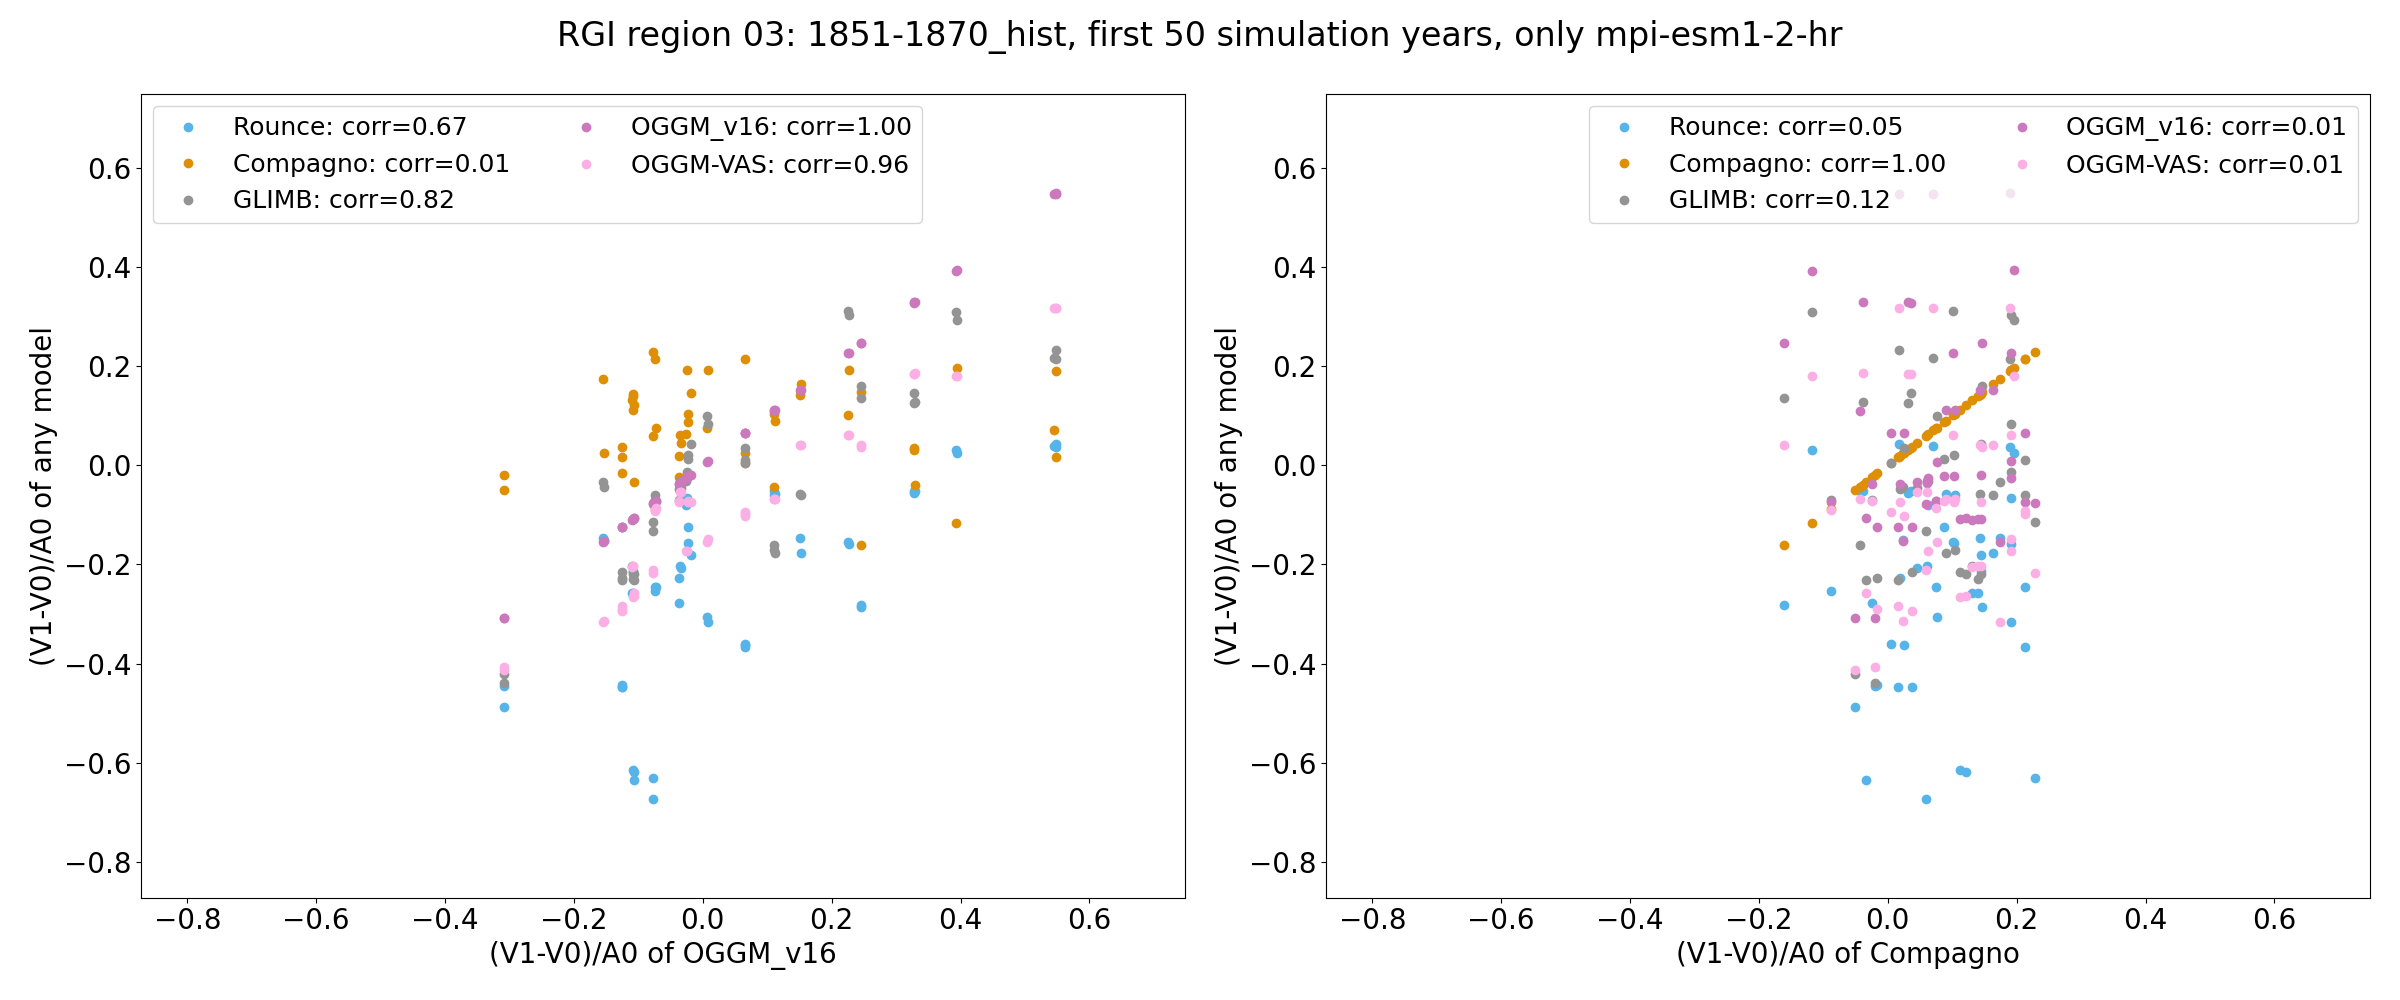 RGI region 03: 1851-1870_hist, first 50 simulation years, only mpi-esm1-2-hr
Rounce: corr=0.67
Compagno: corr=0.01
GLIMB: corr=0.82
OGGM_v16: corr=1.00
OGGM-VAS: corr=0.96
(V1-V0)/A0 of any model
0.6
0.4
0.2
0.0
−0.2
−0.4
−0.6
−0.8
−0.8 −0.6 −0.4 −0.2 0.0 0.2 0.4 0.6
(V1-V0)/A0 of OGGM_v16
Rounce: corr=0.05
Compagno: corr=1.00
GLIMB: corr=0.12
OGGM_v16: corr=0.01
OGGM-VAS: corr=0.01
(V1-V0)/A0 of any model
0.6
0.4
0.2
0.0
−0.2
−0.4
−0.6
−0.8
−0.8 −0.6 −0.4 −0.2 0.0 0.2 0.4 0.6
(V1-V0)/A0 of Compagno